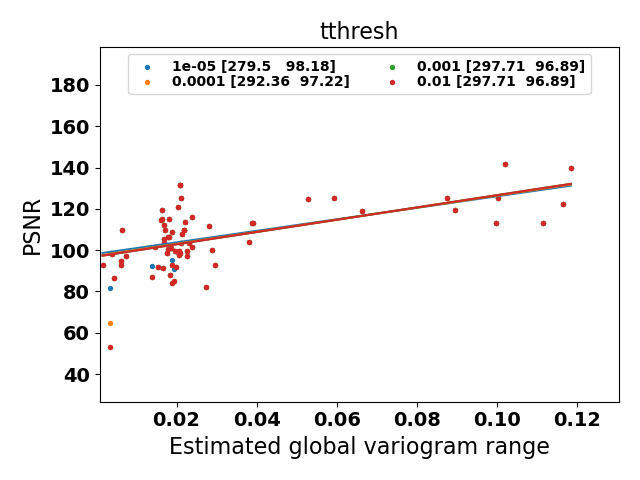 tthresh
1e-05 [279.5   98.18]
0.0001 [292.36  97.22]
0.001 [297.71  96.89]
0.01 [297.71  96.89]
PSNR
180
160
140
120
100
80
60
40
0.02 0.04 0.06 0.08 0.10 0.12
Estimated global variogram range